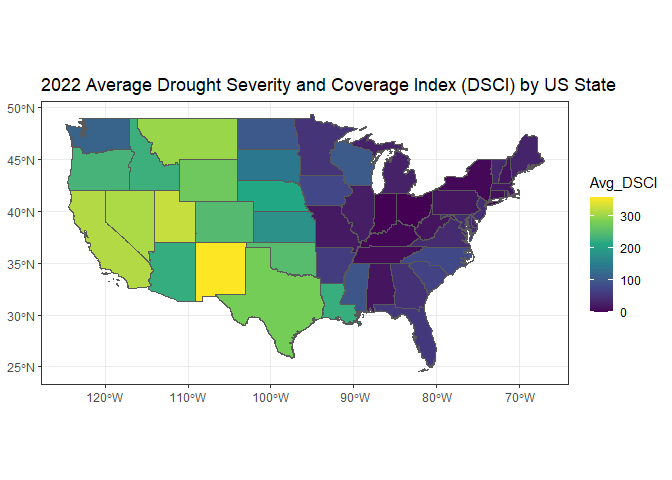 2022 Average Drought Severity and Coverage Index (DSCI) by US State
50°N
45°N
40°N
35°N
30°N
25°N
120°W
110°W
100°W
90°W
80°W
70°W
Avg_DSCI
300
200
100
0